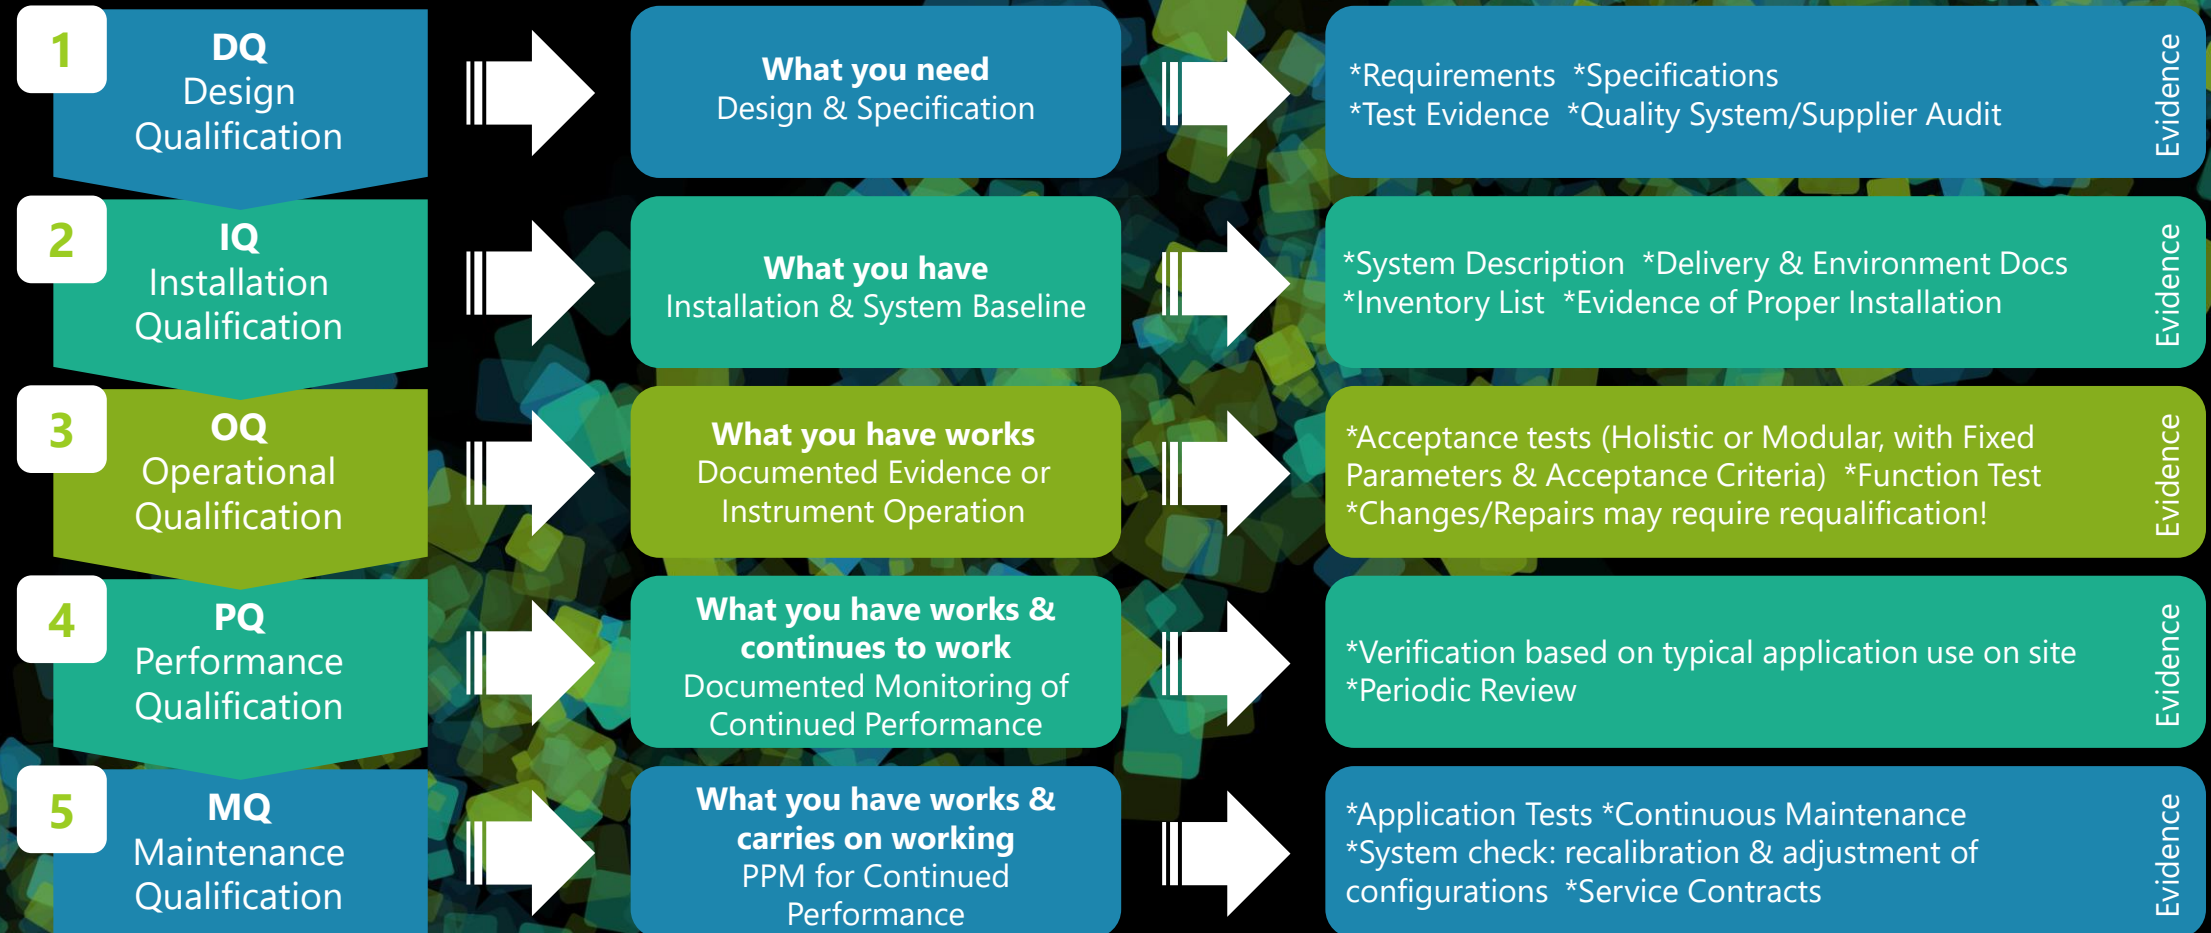 1
DQ
Design
Qualification
What you need
Design & Specification
*Requirements *Specifications
*Test Evidence *Quality System/Supplier Audit
Evidence
2
IQ
Installation
Qualification
What you have
Installation & System Baseline
*System Description *Delivery & Environment Docs
*Inventory List *Evidence of Proper Installation
Evidence
3
OQ
Operational
Qualification
What you have works
Documented Evidence or
Instrument Operation
*Acceptance tests (Holistic or Modular, with Fixed
Parameters & Acceptance Criteria) *Function Test
*Changes/Repairs may require requalification!
Evidence
4
PQ
Performance
Qualification
What you have works &
continues to work
Documented Monitoring of
Continued Performance
*Verification based on typical application use on site
*Periodic Review
Evidence
5
MQ
Maintenance
Qualification
What you have works &
carries on working
PPM for Continued
Performance
*Application Tests *Continuous Maintenance
*System check: recalibration & adjustment of
configurations *Service Contracts
Evidence